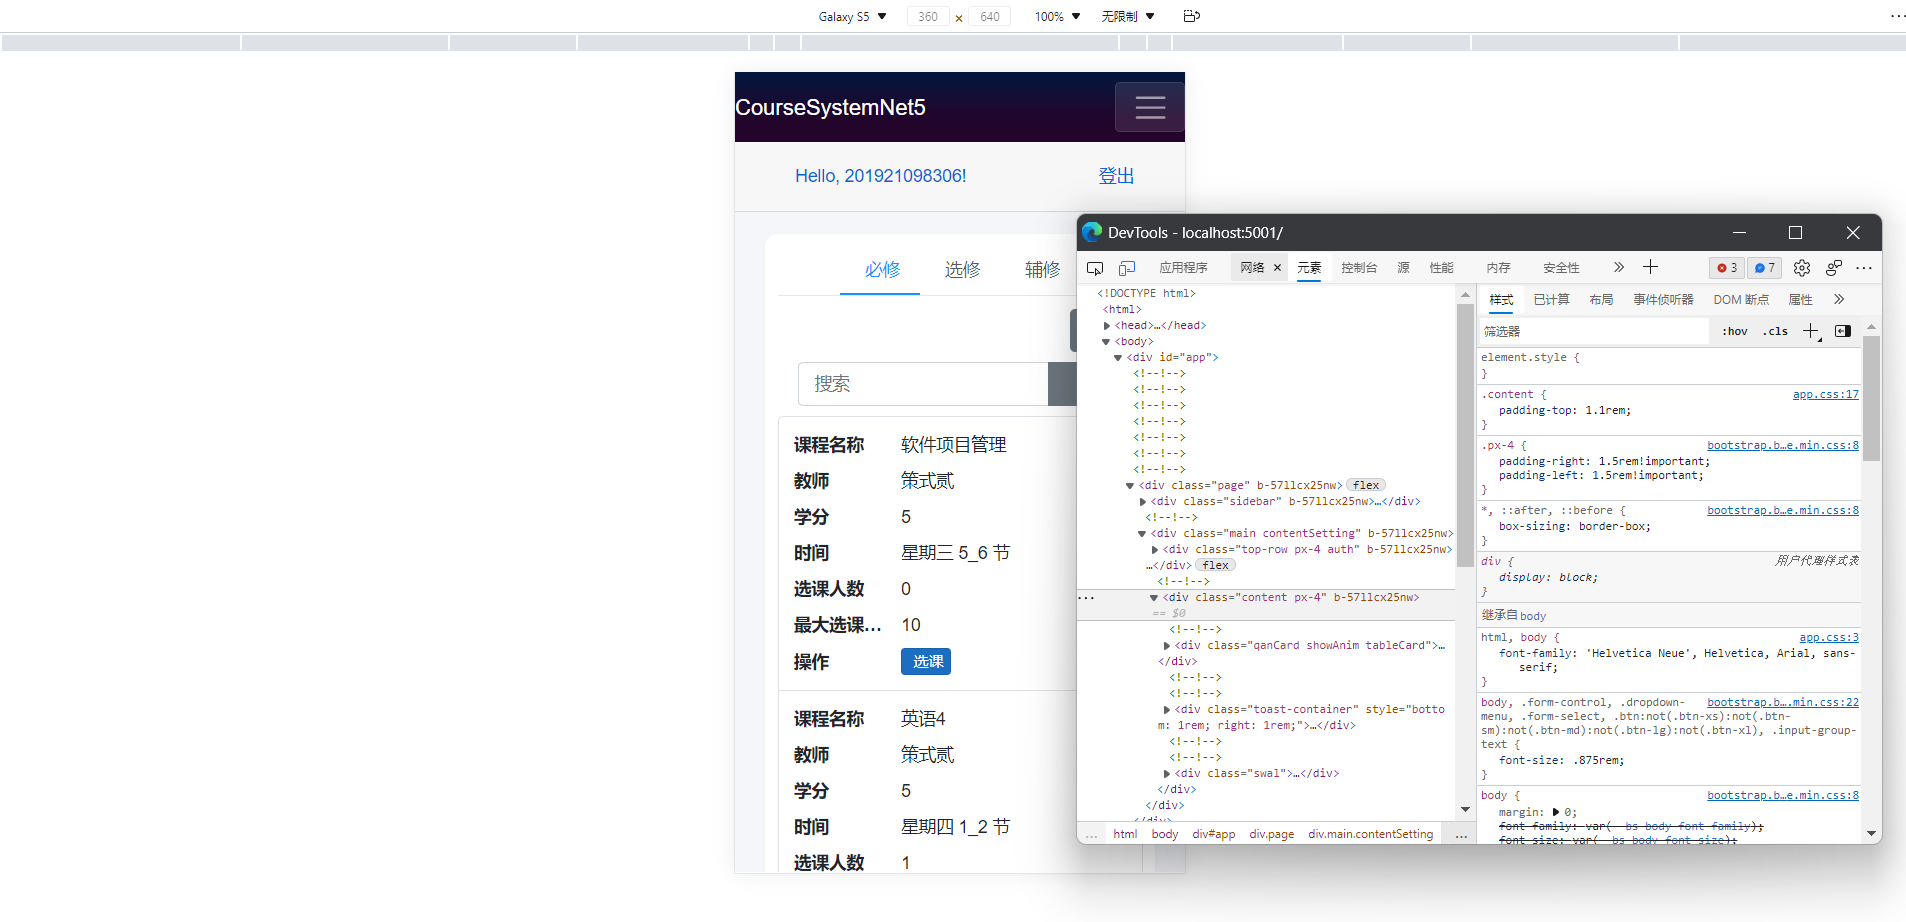 Galaxy S5 ▼ 360 × 640 100% ▼ 无限制 ▼
CourseSystemNet5
Hello, 201921098306! 登出
必修 选修 辅修
搜索
课程名称 软件项目管理
教师 策式贰
学分 5
时间 星期三 5_6 节
选课人数 0
最大选课... 10
操作 选课
课程名称 英语4
教师 策式贰
学分 5
时间 星期四 1_2 节
选课人数 1
DevTools - localhost:5001/
应用程序 网络 × 元素 控制台 源 性能 内存 安全性 » + 3 7 ...
<!DOCTYPE html>
<html>
<head>…</head>
<body>
<div id="app">
<!--!-->
<!--!-->
<!--!-->
<!--!-->
<!--!-->
<!--!-->
<!--!-->
<div class="page" b-57llcx25nw> flex
<div class="sidebar" b-57llcx25nw>…</div>
<!--!-->
<div class="main contentSetting" b-57llcx25nw>
<div class="top-row px-4 auth" b-57llcx25nw>
…</div> flex
<!--!-->
... <div class="content px-4" b-57llcx25nw>
== $0
<!--!-->
<div class="qanCard showAnim tableCard">…
</div>
<!--!-->
<!--!-->
<div class="toast-container" style="botto
m: 1rem; right: 1rem;">…</div>
<!--!-->
<!--!-->
<div class="swal">…</div>
</div>
</div>
</div>
... html body div#app div.page div.main.contentSetting ...
样式 已计算 布局 事件侦听器 DOM 断点 属性 »
筛选器 :hov .cls +
element.style {
}
.content { app.css:17
padding-top: 1.1rem;
}
.px-4 { bootstrap.b…e.min.css:8
padding-right: 1.5rem!important;
padding-left: 1.5rem!important;
}
*, ::after, ::before { bootstrap.b…e.min.css:8
box-sizing: border-box;
}
div { 用户代理样式表
display: block;
}
继承自 body
html, body { app.css:3
font-family: 'Helvetica Neue', Helvetica, Arial, sans-
serif;
}
body, .form-control, .dropdown- bootstrap.b….min.css:22
menu, .form-select, .btn:not(.btn-xs):not(.btn-
sm):not(.btn-md):not(.btn-lg):not(.btn-xl), .input-group-
text {
font-size: .875rem;
}
body { bootstrap.b…e.min.css:8
margin: 0;
font-family: var(--bs-body-font-family);
font-size: var(--bs-body-font-size);